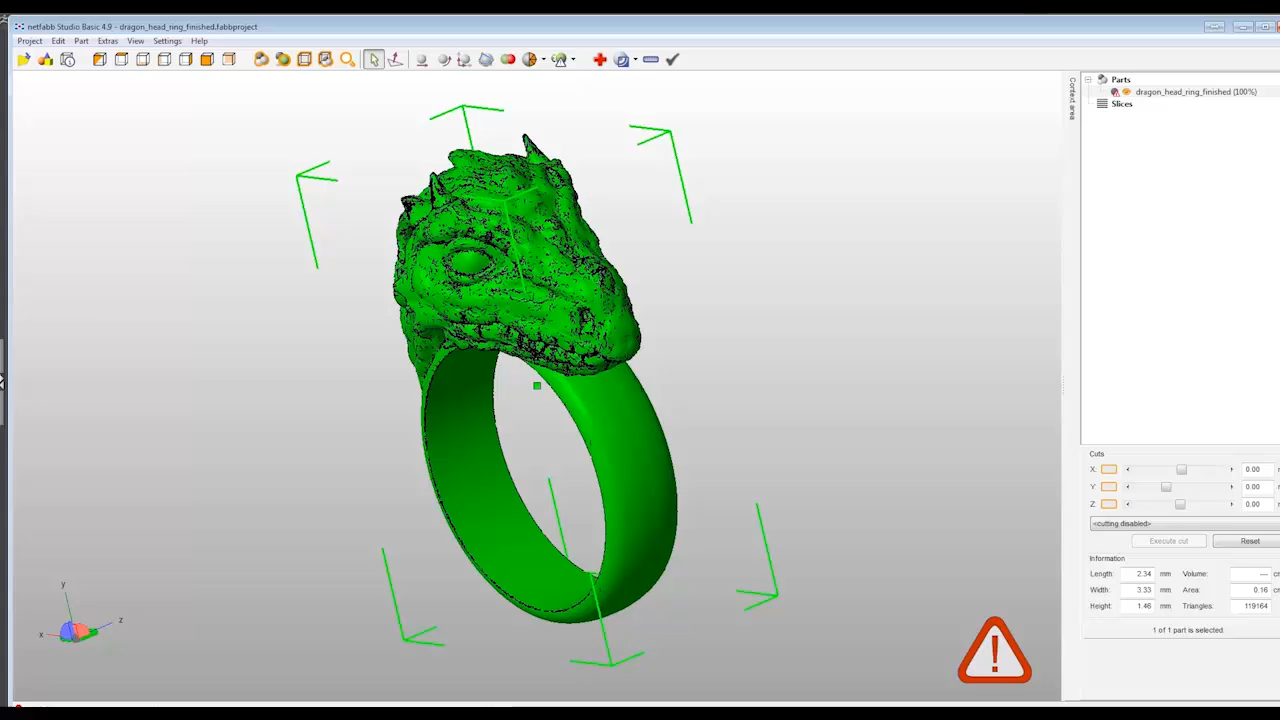 netfabb Studio Basic 4.9 - dragon_head_ring_finished.fabbproject
Project Edit Part Extras View Settings Help
Context area
Parts
dragon_head_ring_finished (100%)
Slices
Cuts
X: 0.00
Y: 0.00
Z: 0.00
<cutting disabled>
Execute cut Reset
Information
Length: 2.34 mm Volume: --- c
Width: 3.33 mm Area: 0.16 c
Height: 1.46 mm Triangles: 119164
1 of 1 part is selected.
y
z
x